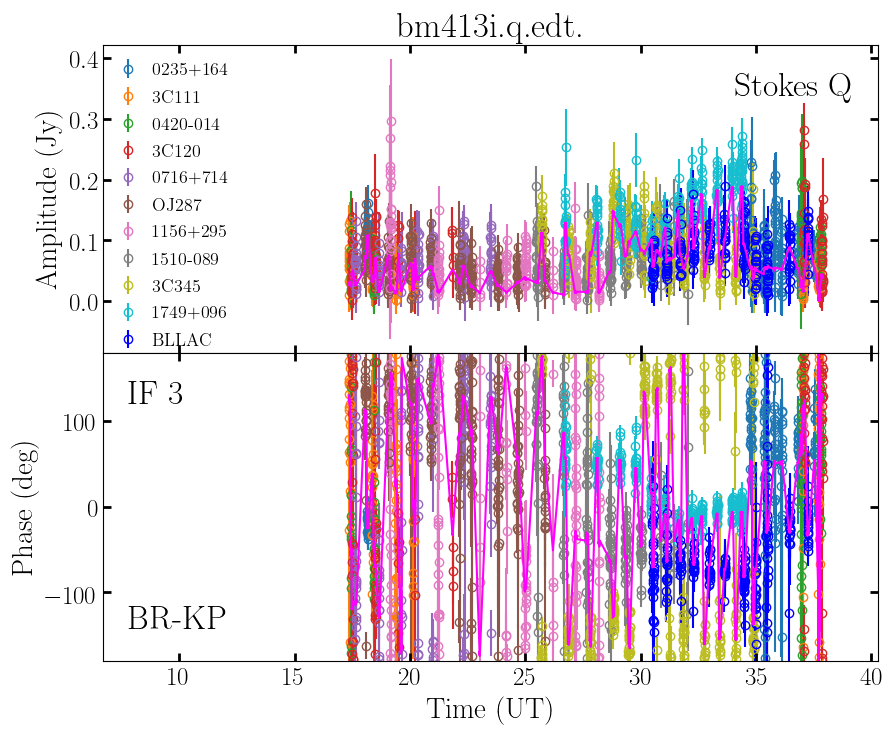 bm413i.q.edt.
Stokes Q
0.4
0.3
0.2
0.1
0.0
Amplitude (Jy)
0235+164
3C111
0420-014
3C120
0716+714
OJ287
1156+295
1510-089
3C345
1749+096
BLLAC
IF 3
100
0
−100
Phase (deg)
BR-KP
10 15 20 25 30 35 40
Time (UT)